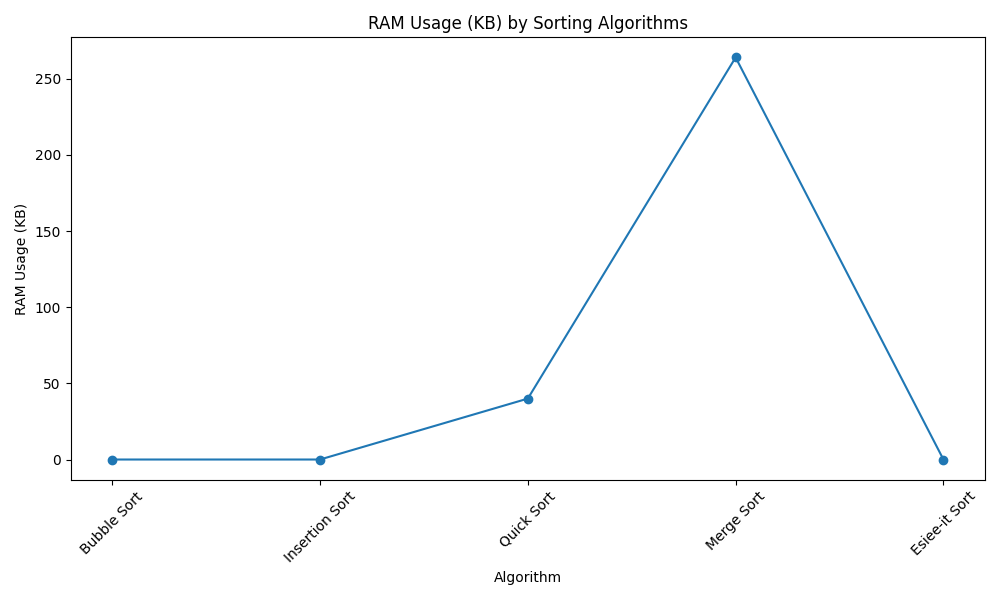 RAM Usage (KB) by Sorting Algorithms
RAM Usage (KB)
250
200
150
100
50
0
Bubble Sort
Insertion Sort
Quick Sort
Merge Sort
Esiee-it Sort
Algorithm